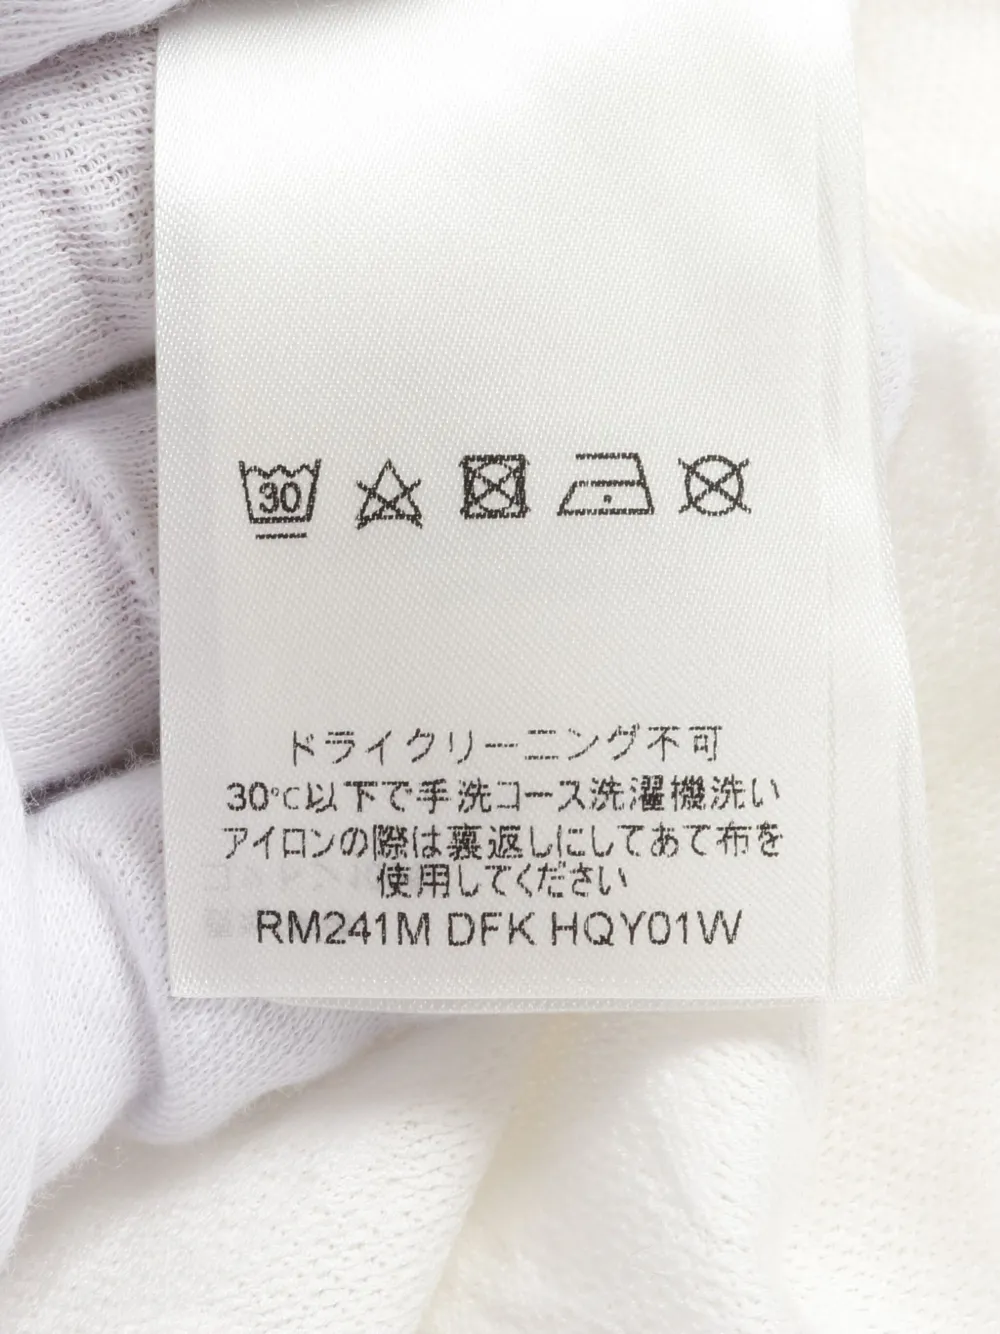 30
ドライクリーニング不可
30℃以下で手洗コース洗濯機洗い
アイロンの際は裏返しにしてあて布を
使用してください
RM241M DFK HQY01W